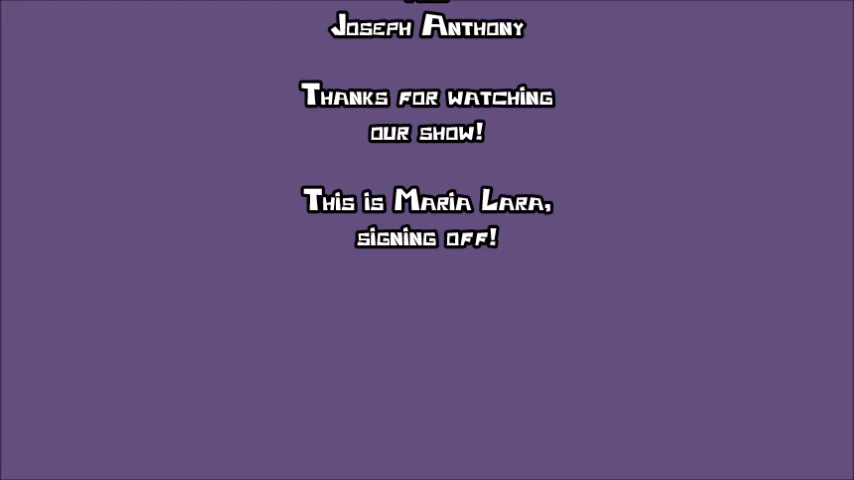 Joseph Anthony
Thanks for watching
our show!
This is Maria Lara,
signing off!